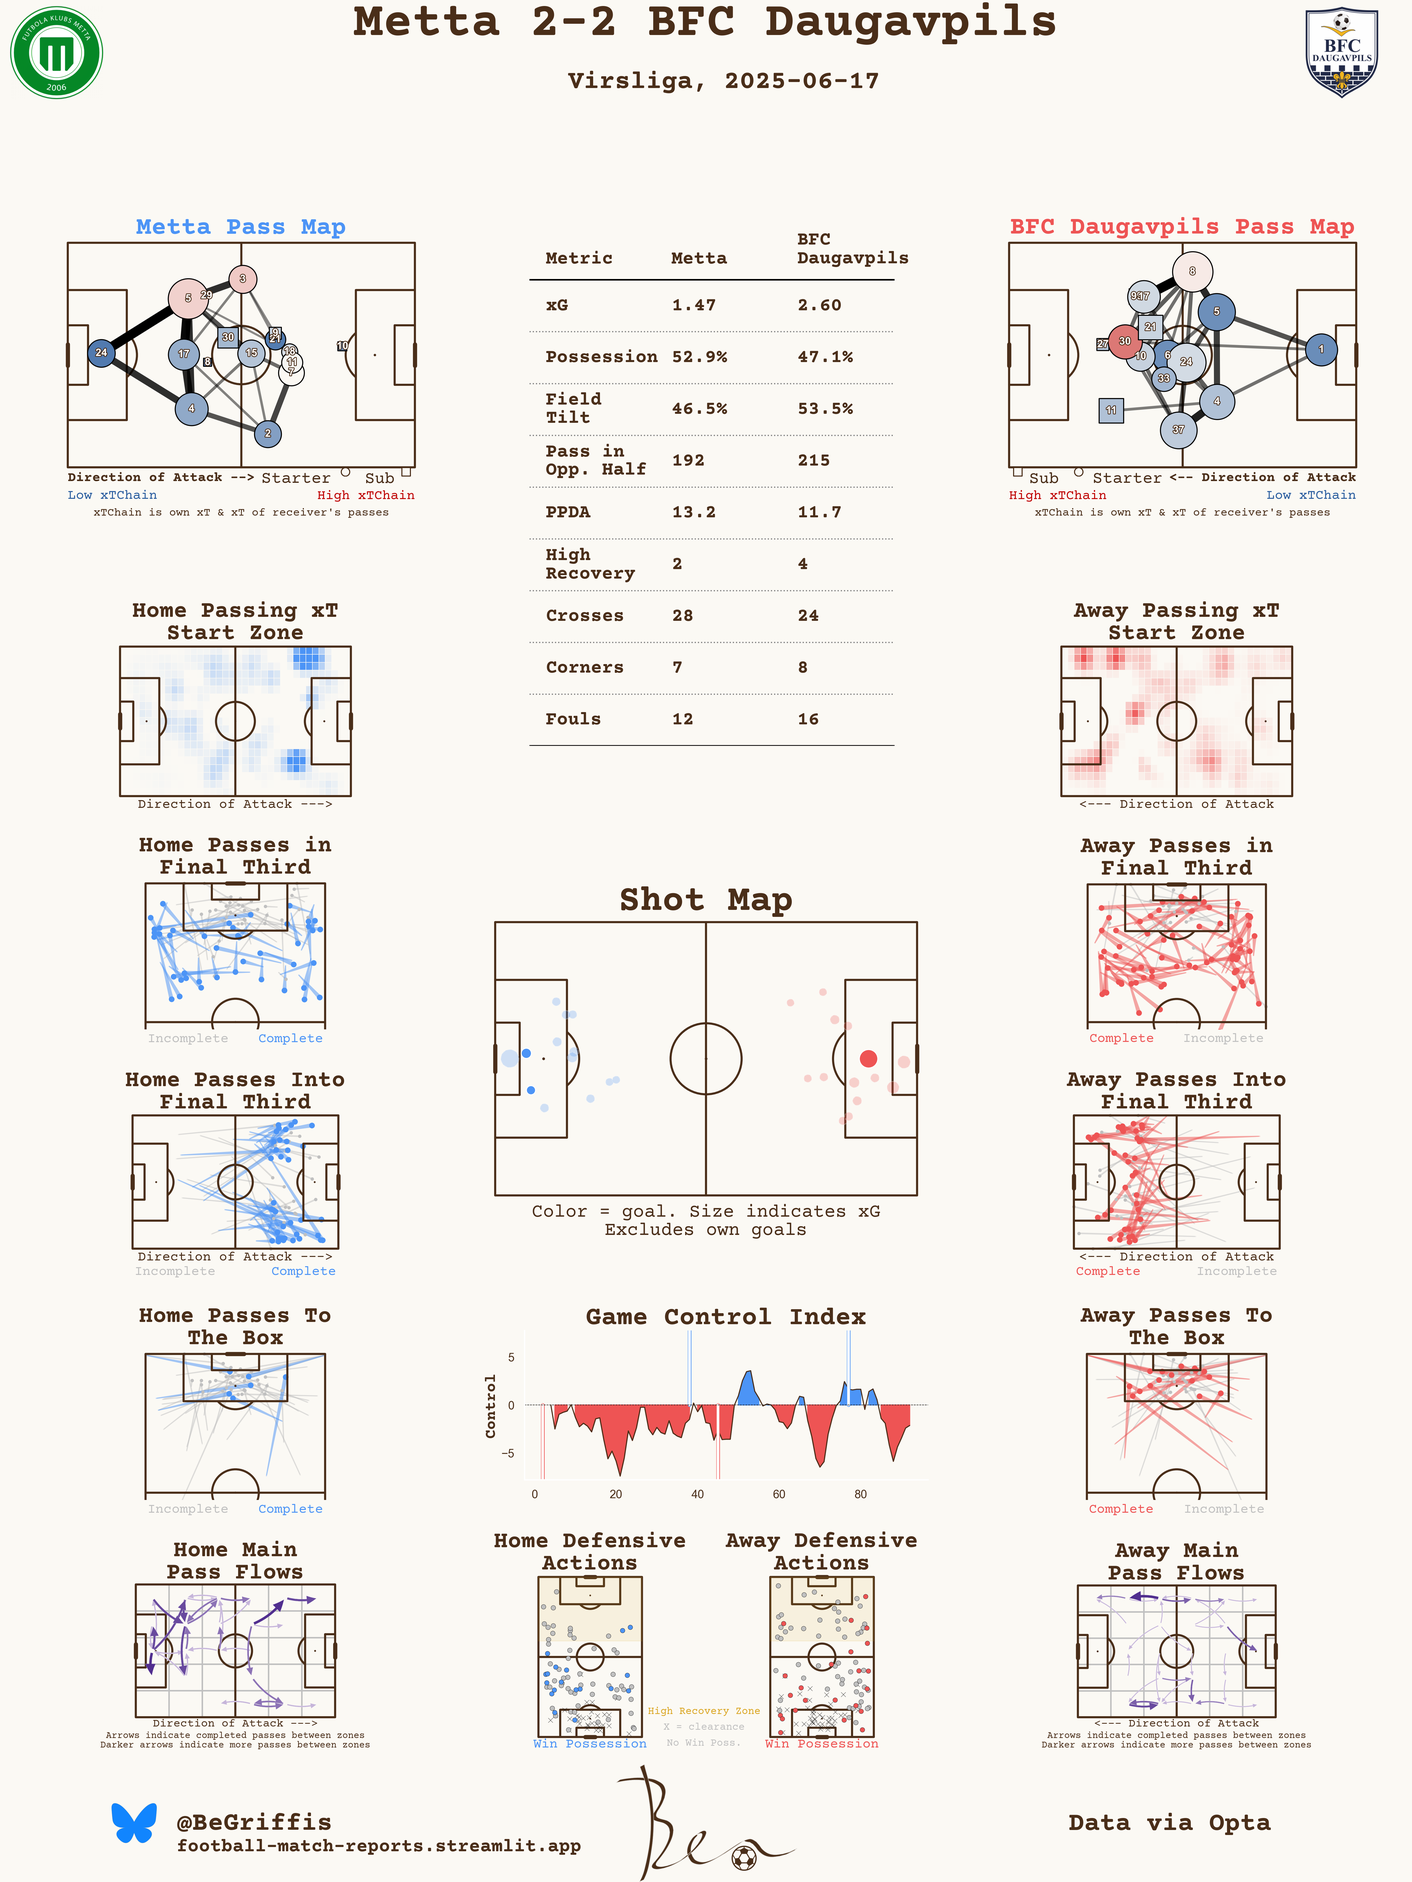 Metta 2-2 BFC Daugavpils
Virsliga, 2025-06-17
FUTBOLA KLUBS METTA
2006
BFC
DAUGAVPILS
Metta Pass Map
24
5
29
3
17
30
9
21
15
18
11
7
8
10
4
2
Direction of Attack --> Starter Sub
Low xTChain High xTChain
xTChain is own xT & xT of receiver's passes
Metric Metta BFC Daugavpils
xG 1.47 2.60
Possession 52.9% 47.1%
Field Tilt 46.5% 53.5%
Pass in Opp. Half 192 215
PPDA 13.2 11.7
High Recovery 2 4
Crosses 28 24
Corners 7 8
Fouls 12 16
BFC Daugavpils Pass Map
8
5
21
27
30
10
6
24
33
1
11
4
37
Sub Starter <-- Direction of Attack
High xTChain Low xTChain
xTChain is own xT & xT of receiver's passes
Home Passing xT
Start Zone
Direction of Attack --->
Away Passing xT
Start Zone
<--- Direction of Attack
Home Passes in
Final Third
Incomplete Complete
Away Passes in
Final Third
Complete Incomplete
Shot Map
Color = goal. Size indicates xG
Excludes own goals
Home Passes Into
Final Third
Direction of Attack --->
Incomplete Complete
Away Passes Into
Final Third
<--- Direction of Attack
Complete Incomplete
Home Passes To
The Box
Incomplete Complete
Game Control Index
Control
5
0
−5
0 20 40 60 80
Away Passes To
The Box
Complete Incomplete
Home Main
Pass Flows
Direction of Attack --->
Arrows indicate completed passes between zones
Darker arrows indicate more passes between zones
Home Defensive
Actions
Win Possession
High Recovery Zone
X = clearance
No Win Poss.
Away Defensive
Actions
Win Possession
Away Main
Pass Flows
<--- Direction of Attack
Arrows indicate completed passes between zones
Darker arrows indicate more passes between zones
@BeGriffis
football-match-reports.streamlit.app
Ben
Data via Opta